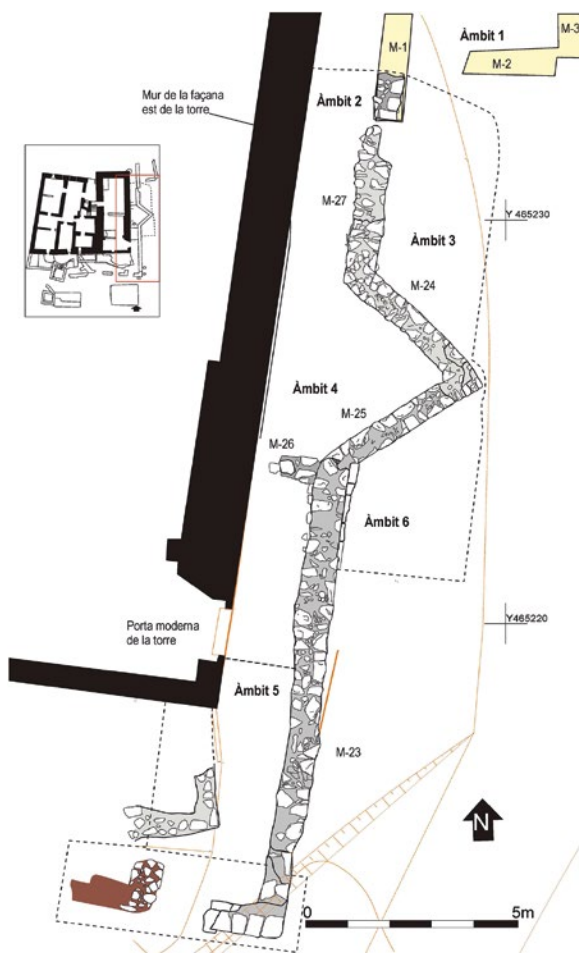 Àmbit 1
M-3
M-1
M-2
Mur de la façana
est de la torre
Àmbit 2
M-27
Y 465230
Àmbit 3
M-24
Àmbit 4
M-25
M-26
Àmbit 6
Porta moderna
de la torre
Y465220
Àmbit 5
M-23
N
0
5m